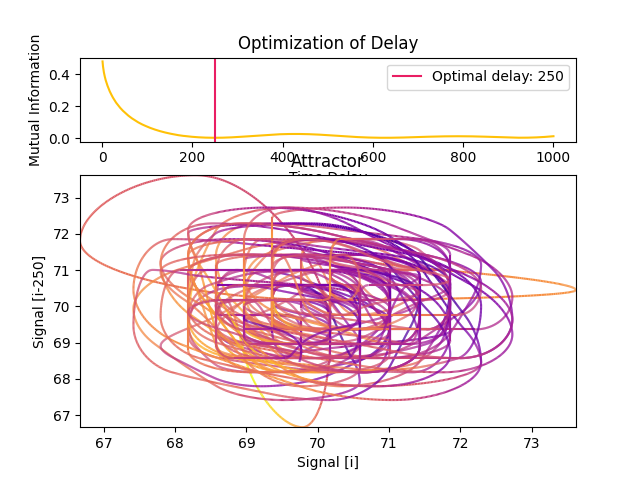 Optimization of Delay
Mutual Information
0.4
0.2
0.0
Optimal delay: 250
0 200 400 600 800 1000
Time Delay
Attractor
Signal [i-250]
73
72
71
70
69
68
67
67 68 69 70 71 72 73
Signal [i]